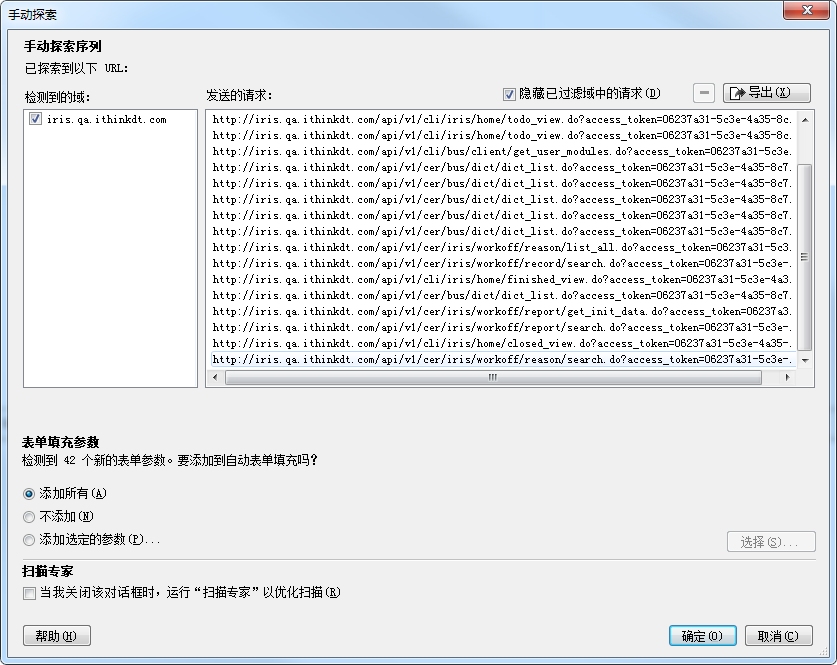 手动探索
手动探索序列
已探索到以下 URL:
检测到的域:
发送的请求:
隐藏已过滤域中的请求(D)
导出(X)
iris.qa.ithinkdt.com
http://iris.qa.ithinkdt.com/api/v1/cli/iris/home/todo_view.do?access_token=06237a31-5c3e-4a35-8c.
http://iris.qa.ithinkdt.com/api/v1/cli/iris/home/todo_view.do?access_token=06237a31-5c3e-4a35-8c.
http://iris.qa.ithinkdt.com/api/v1/cli/bus/client/get_user_modules.do?access_token=06237a31-5c3e.
http://iris.qa.ithinkdt.com/api/v1/cer/bus/dict/dict_list.do?access_token=06237a31-5c3e-4a35-8c7.
http://iris.qa.ithinkdt.com/api/v1/cer/bus/dict/dict_list.do?access_token=06237a31-5c3e-4a35-8c7.
http://iris.qa.ithinkdt.com/api/v1/cer/bus/dict/dict_list.do?access_token=06237a31-5c3e-4a35-8c7.
http://iris.qa.ithinkdt.com/api/v1/cer/bus/dict/dict_list.do?access_token=06237a31-5c3e-4a35-8c7.
http://iris.qa.ithinkdt.com/api/v1/cer/bus/dict/dict_list.do?access_token=06237a31-5c3e-4a35-8c7.
http://iris.qa.ithinkdt.com/api/v1/cer/iris/workoff/reason/list_all.do?access_token=06237a31-5c3.
http://iris.qa.ithinkdt.com/api/v1/cer/iris/workoff/record/search.do?access_token=06237a31-5c3e-.
http://iris.qa.ithinkdt.com/api/v1/cli/iris/home/finished_view.do?access_token=06237a31-5c3e-4a3.
http://iris.qa.ithinkdt.com/api/v1/cer/bus/dict/dict_list.do?access_token=06237a31-5c3e-4a35-8c7.
http://iris.qa.ithinkdt.com/api/v1/cer/iris/workoff/report/get_init_data.do?access_token=06237a3.
http://iris.qa.ithinkdt.com/api/v1/cer/iris/workoff/report/search.do?access_token=06237a31-5c3e-.
http://iris.qa.ithinkdt.com/api/v1/cli/iris/home/closed_view.do?access_token=06237a31-5c3e-4a35-.
http://iris.qa.ithinkdt.com/api/v1/cer/iris/workoff/reason/search.do?access_token=06237a31-5c3e-.
表单填充参数
检测到 42 个新的表单参数。要添加到自动表单填充吗?
添加所有(A)
不添加(N)
添加选定的参数(P)...
选择(S)...
扫描专家
当我关闭该对话框时，运行“扫描专家”以优化扫描(R)
帮助(H)
确定(O)
取消(C)